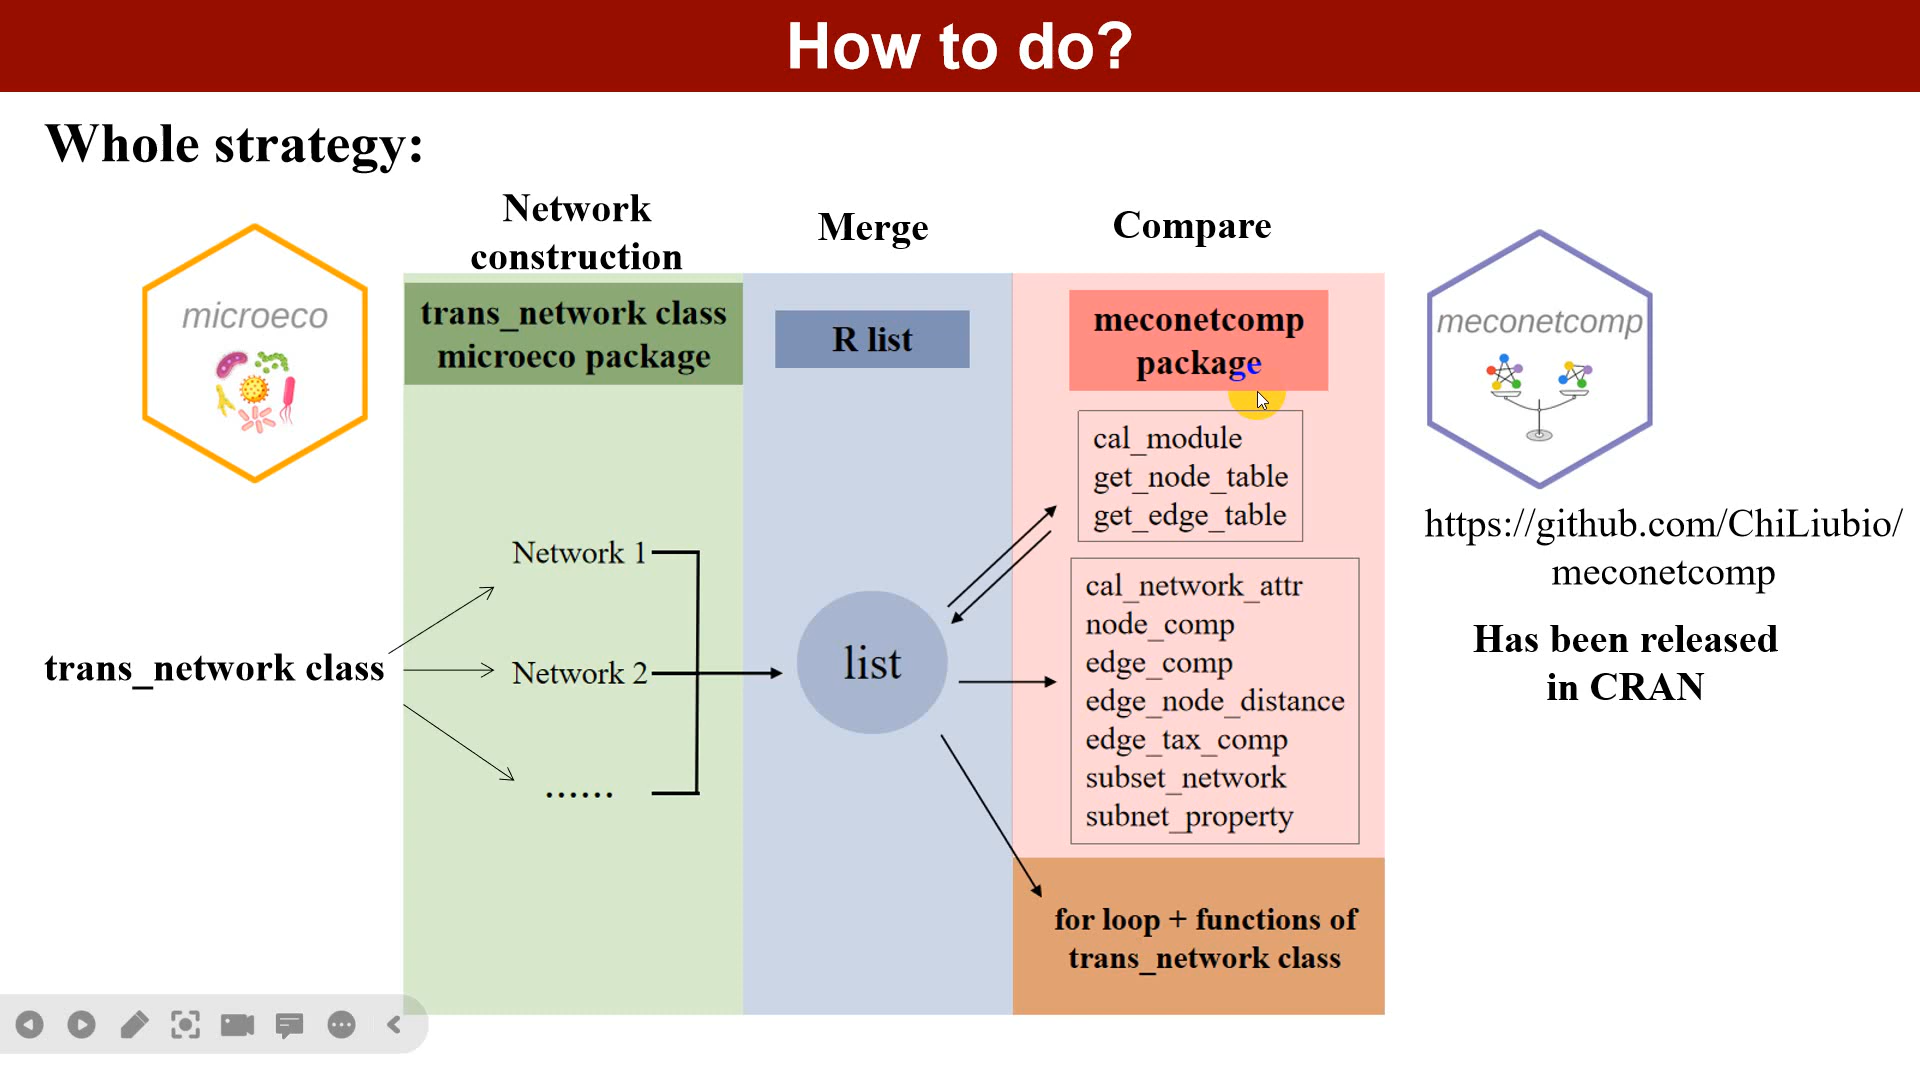 How to do?
Whole strategy:
Network
construction
Merge
Compare
microeco
trans_network class
microeco package
R list
meconetcomp
package
meconetcomp
cal_module
get_node_table
get_edge_table
https://github.com/ChiLiubio/
meconetcomp
Has been released
in CRAN
trans_network class
Network 1
Network 2
......
list
cal_network_attr
node_comp
edge_comp
edge_node_distance
edge_tax_comp
subset_network
subnet_property
for loop + functions of
trans_network class